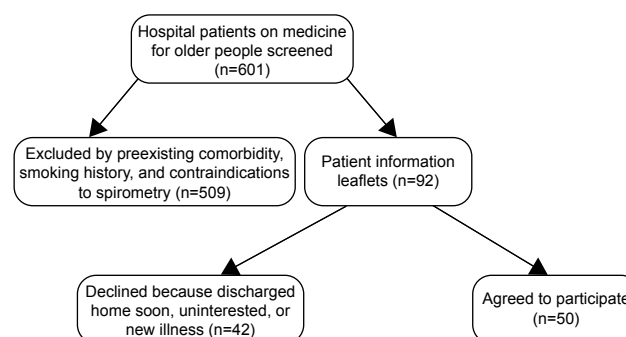 Hospital patients on medicine
for older people screened
(n=601)
Excluded by preexisting comorbidity,
smoking history, and contraindications
to spirometry (n=509)
Patient information
leaflets (n=92)
Declined because discharged
home soon, uninterested, or
new illness (n=42)
Agreed to participate
(n=50)